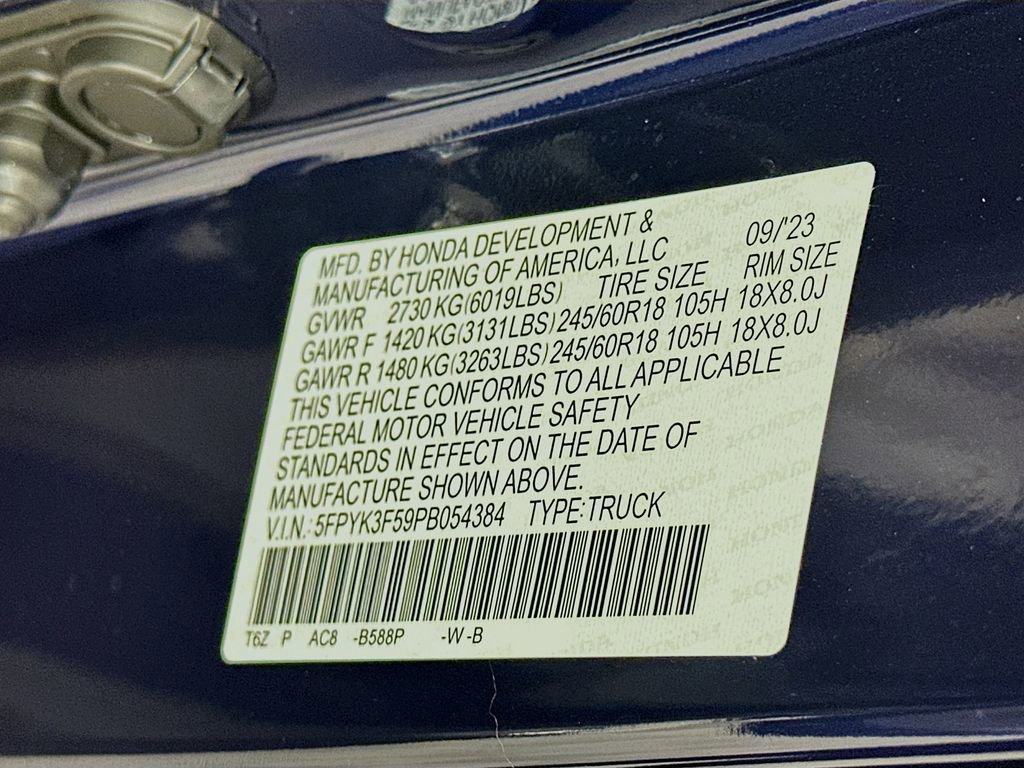 MFD. BY HONDA DEVELOPMENT &
MANUFACTURING OF AMERICA, LLC 09/'23
GVWR 2730 KG(6019LBS) TIRE SIZE RIM SIZE
GAWR F 1420 KG(3131LBS) 245/60R18 105H 18X8.0J
GAWR R 1480 KG(3263LBS) 245/60R18 105H 18X8.0J
THIS VEHICLE CONFORMS TO ALL APPLICABLE
FEDERAL MOTOR VEHICLE SAFETY
STANDARDS IN EFFECT ON THE DATE OF
MANUFACTURE SHOWN ABOVE.
V.I.N.: 5FPYK3F59PB054384 TYPE:TRUCK
T6Z P AC8 -B588P -W -B